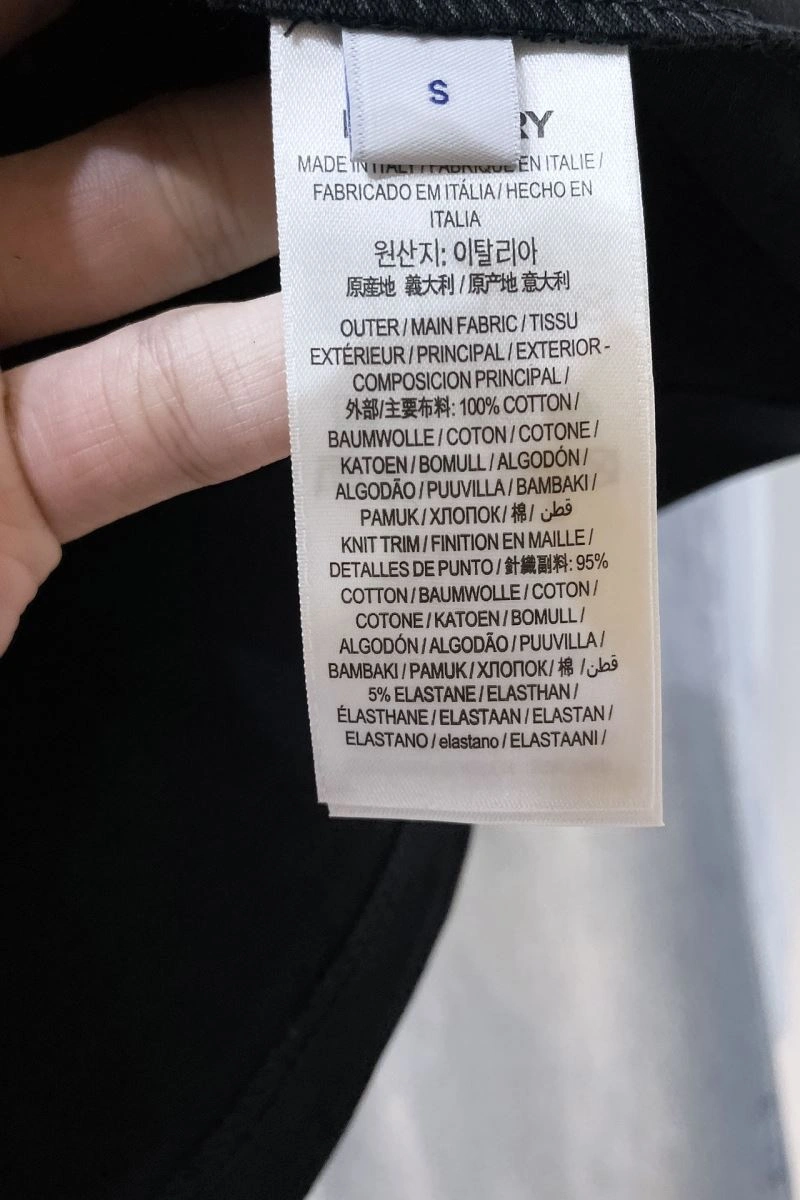 S
MADE IN ITALY / FABRIQUE EN ITALIE /
FABRICADO EM ITÁLIA / HECHO EN
ITALIA
원산지: 이탈리아
原産地 義大利 / 原产地 意大利
OUTER / MAIN FABRIC / TISSU
EXTÉRIEUR / PRINCIPAL / EXTERIOR -
COMPOSICION PRINCIPAL /
外部/主要布料: 100% COTTON /
BAUMWOLLE / COTON / COTONE /
KATOEN / BOMULL / ALGODÓN /
ALGODÃO / PUUVILLA / BAMBAKI /
PAMUK / ХЛОПОК / 棉 / قطن
KNIT TRIM / FINITION EN MAILLE /
DETALLES DE PUNTO / 針織副料: 95%
COTTON / BAUMWOLLE / COTON /
COTONE / KATOEN / BOMULL /
ALGODÓN / ALGODÃO / PUUVILLA /
BAMBAKI / PAMUK / ХЛОПОК / 棉 / قطن/
5% ELASTANE / ELASTHAN /
ÉLASTHANE / ELASTAAN / ELASTAN /
ELASTANO / elastano / ELASTAANI /